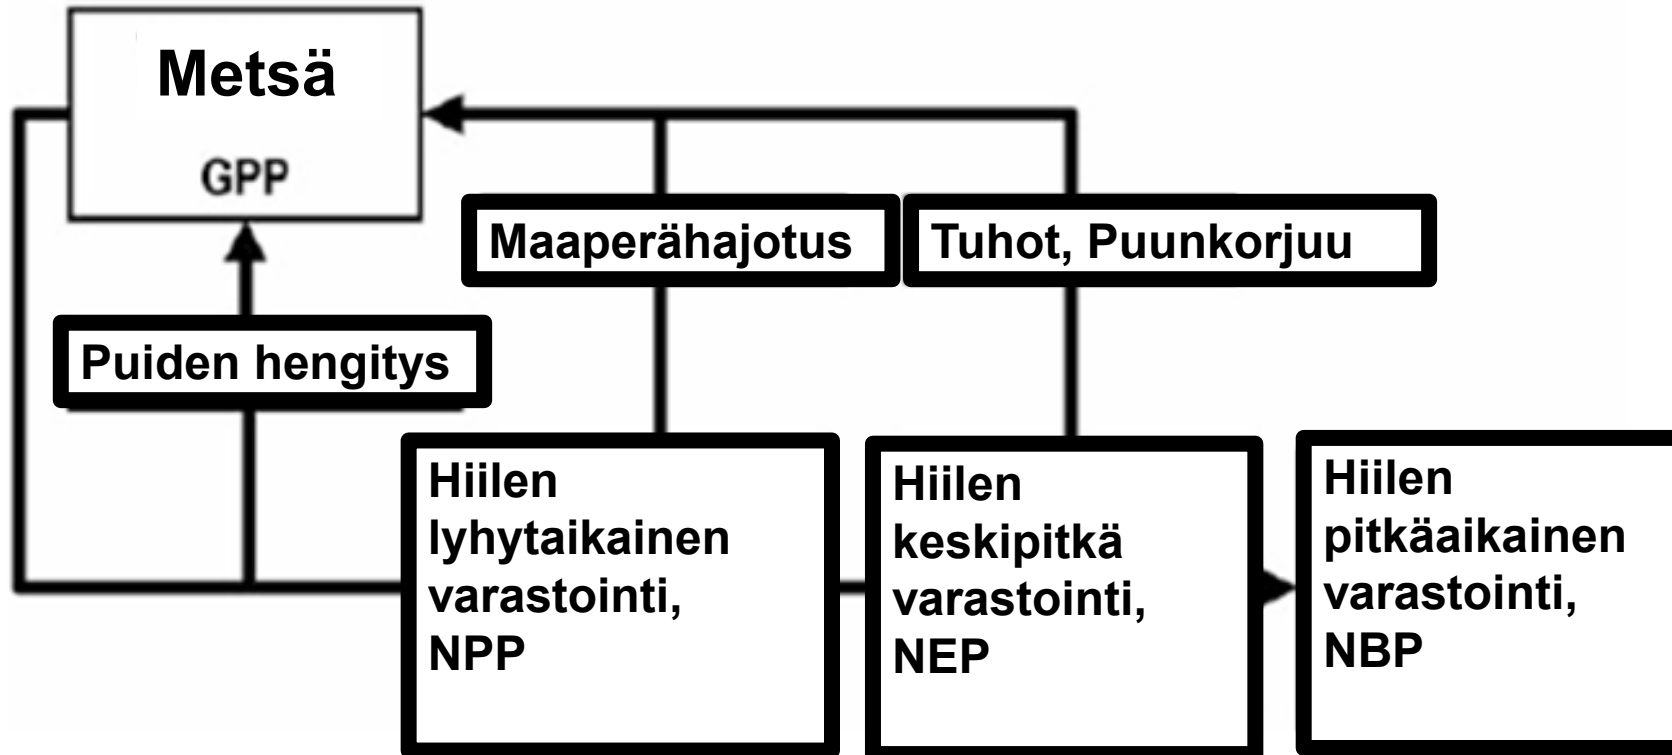 Metsä
GPP
Maaperähajotus
Tuhot, Puunkorjuu
Puiden hengitys
Hiilen
lyhytaikainen
varastointi,
NPP
Hiilen
keskipitkä
varastointi,
NEP
Hiilen
pitkäaikainen
varastointi,
NBP